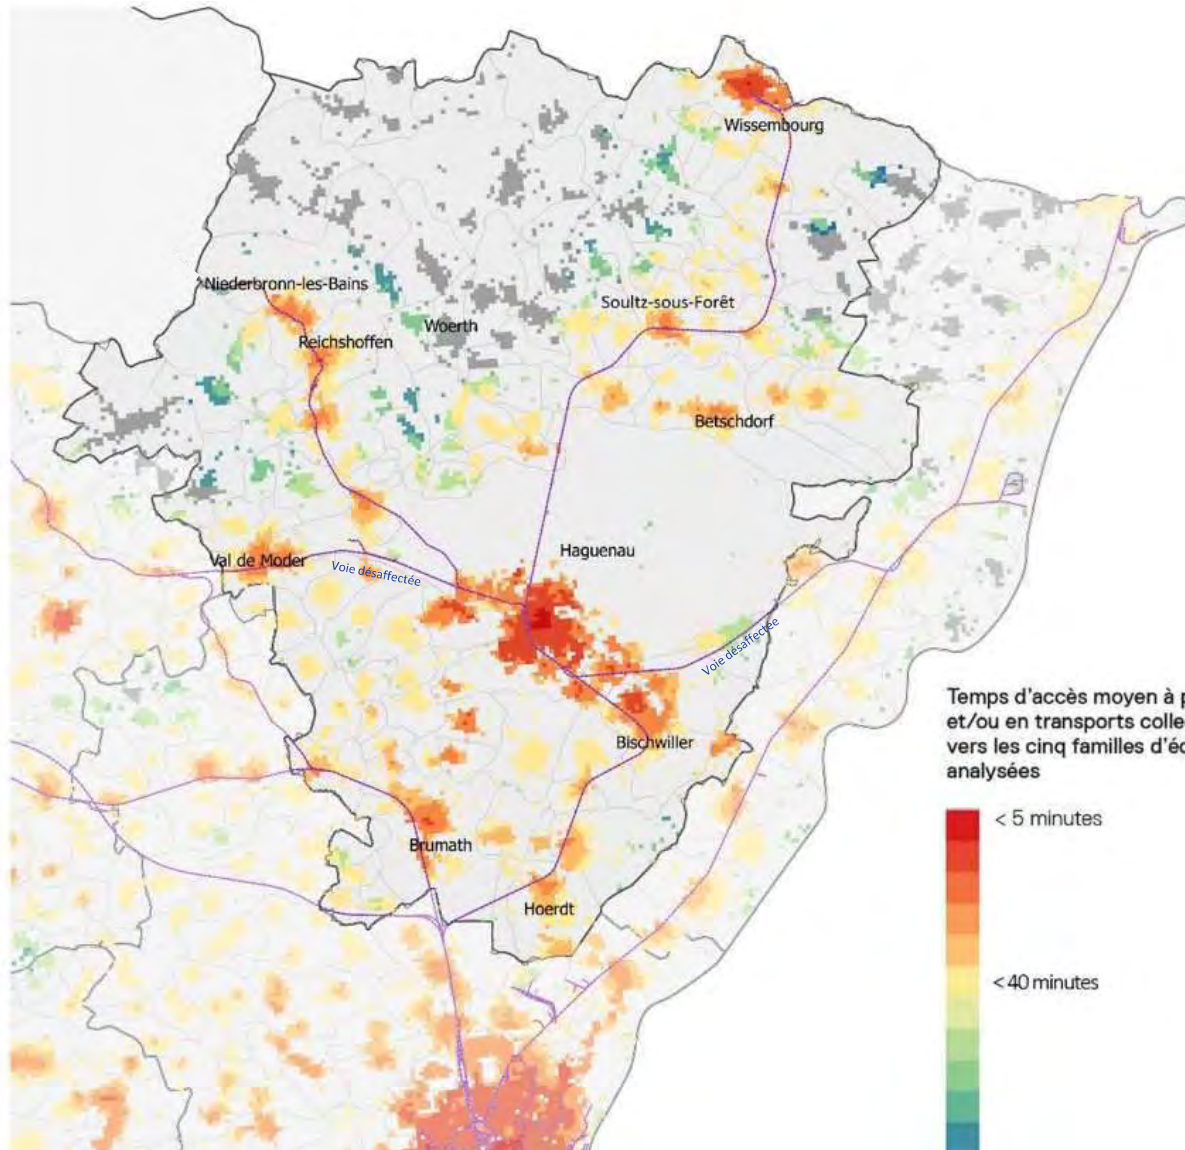 Wissembourg
Niederbronn-les-Bains
Soultz-sous-Forêt
Woerth
Reichshoffen
Betschdorf
Haguenau
Val de Moder
Voie désaffectée
Voie désaffectée
Bischwiller
Brumath
Hoerdt
Temps d'accès moyen à p
et/ou en transports colle
vers les cinq familles d'éq
analysées
< 5 minutes
<40 minutes